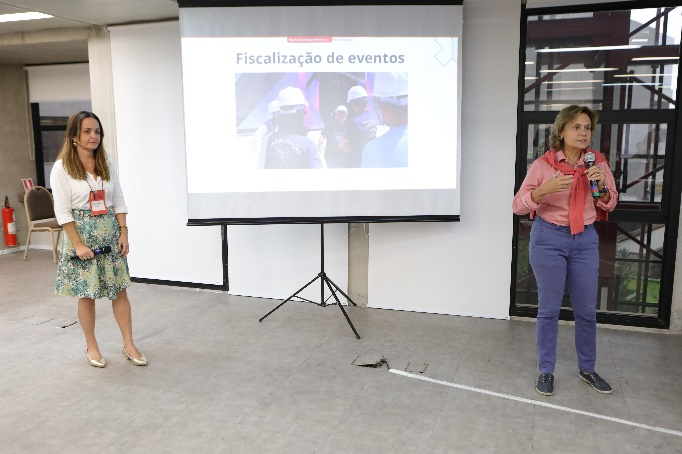 Fiscalização de eventos